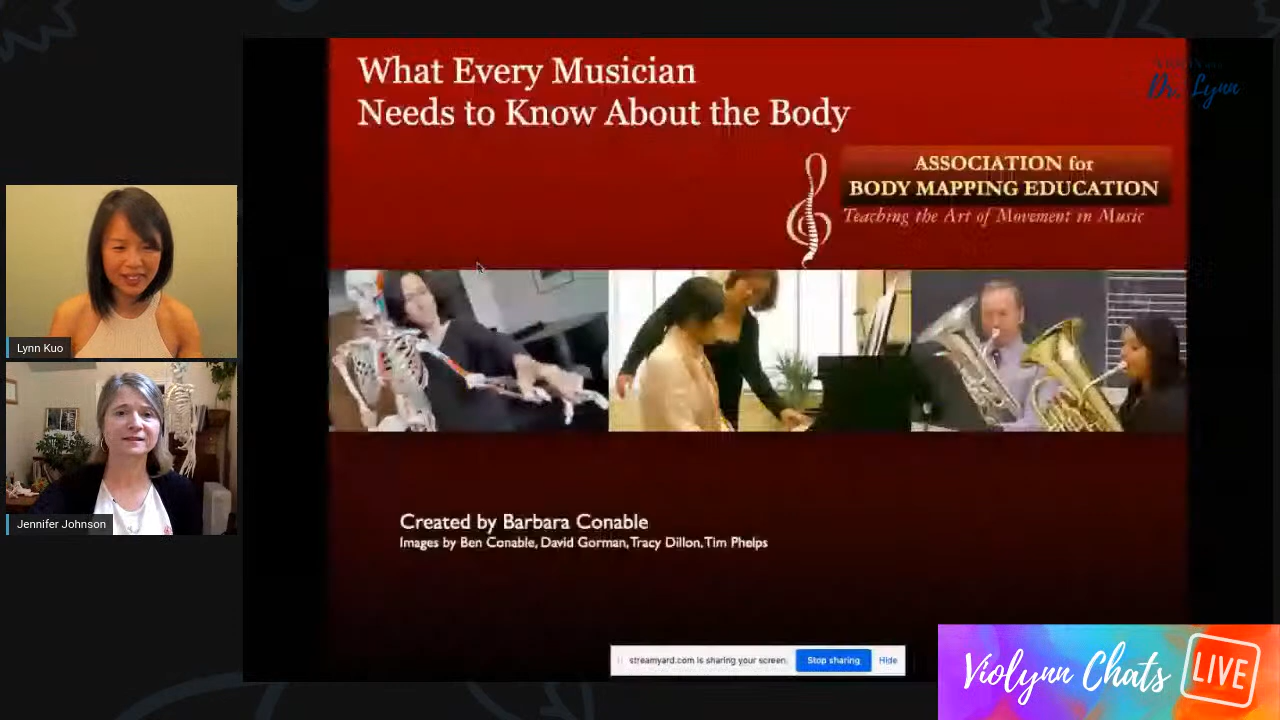 What Every Musician
Needs to Know About the Body
Dr. Lynn
ASSOCIATION for
BODY MAPPING EDUCATION
Teaching the Art of Movement in Music
Lynn Kuo
Jennifer Johnson
Created by Barbara Conable
Images by Ben Conable, David Gorman, Tracy Dillon, Tim Phelps
streamyard.com is sharing your screen.
Stop sharing
Hide
Violynn Chats
LIVE